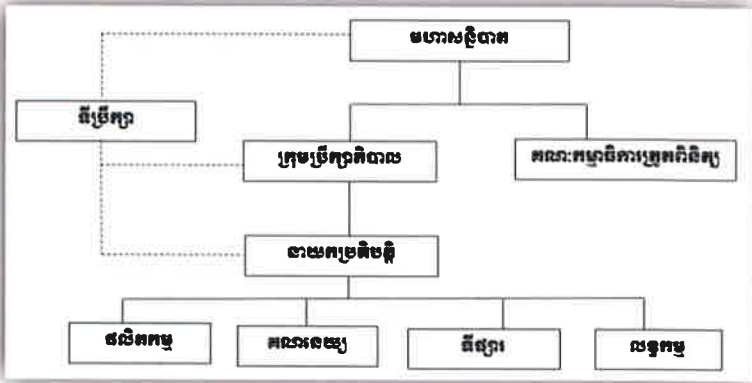 មហាសន្និបាត
ទីប្រឹក្សា
ក្រុមប្រឹក្សាភិបាល
គណៈកម្មាធិការត្រួតពិនិត្យ
នាយកប្រតិបត្តិ
ផលិតកម្ម
គណនេយ្យ
ទីផ្សារ
លទ្ធកម្ម